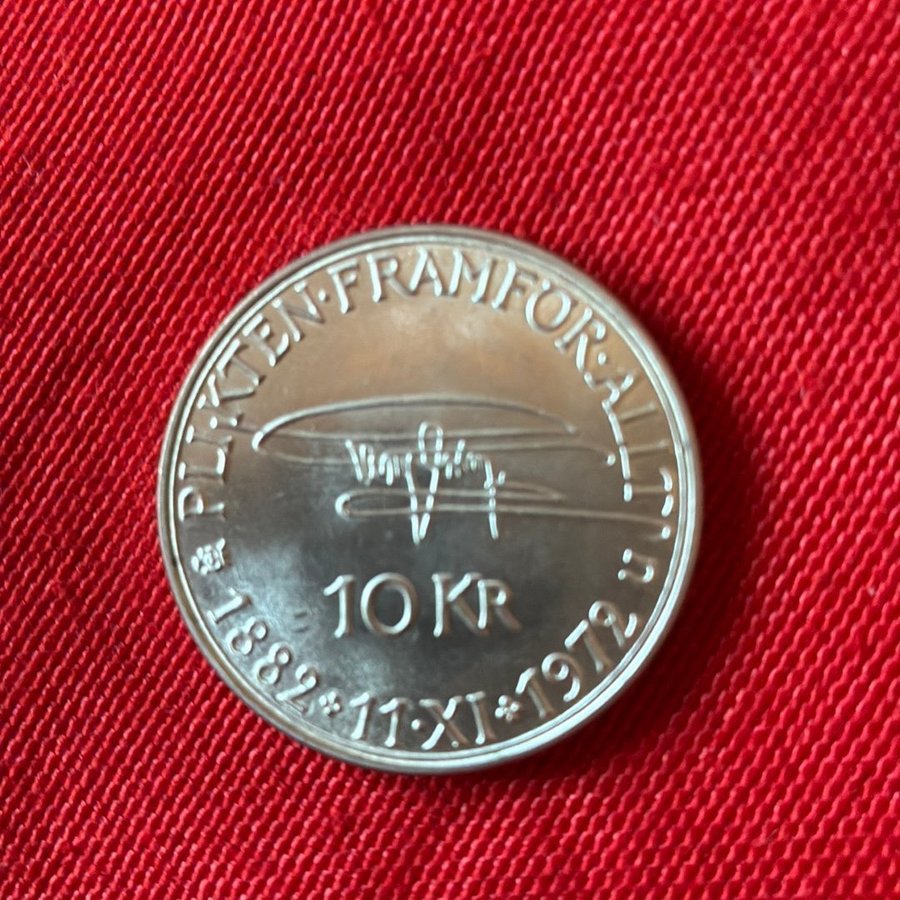 PLIKTEN·FRAMFÖR·ALLT
10 KR
1882 * 11·XI * 1972
U